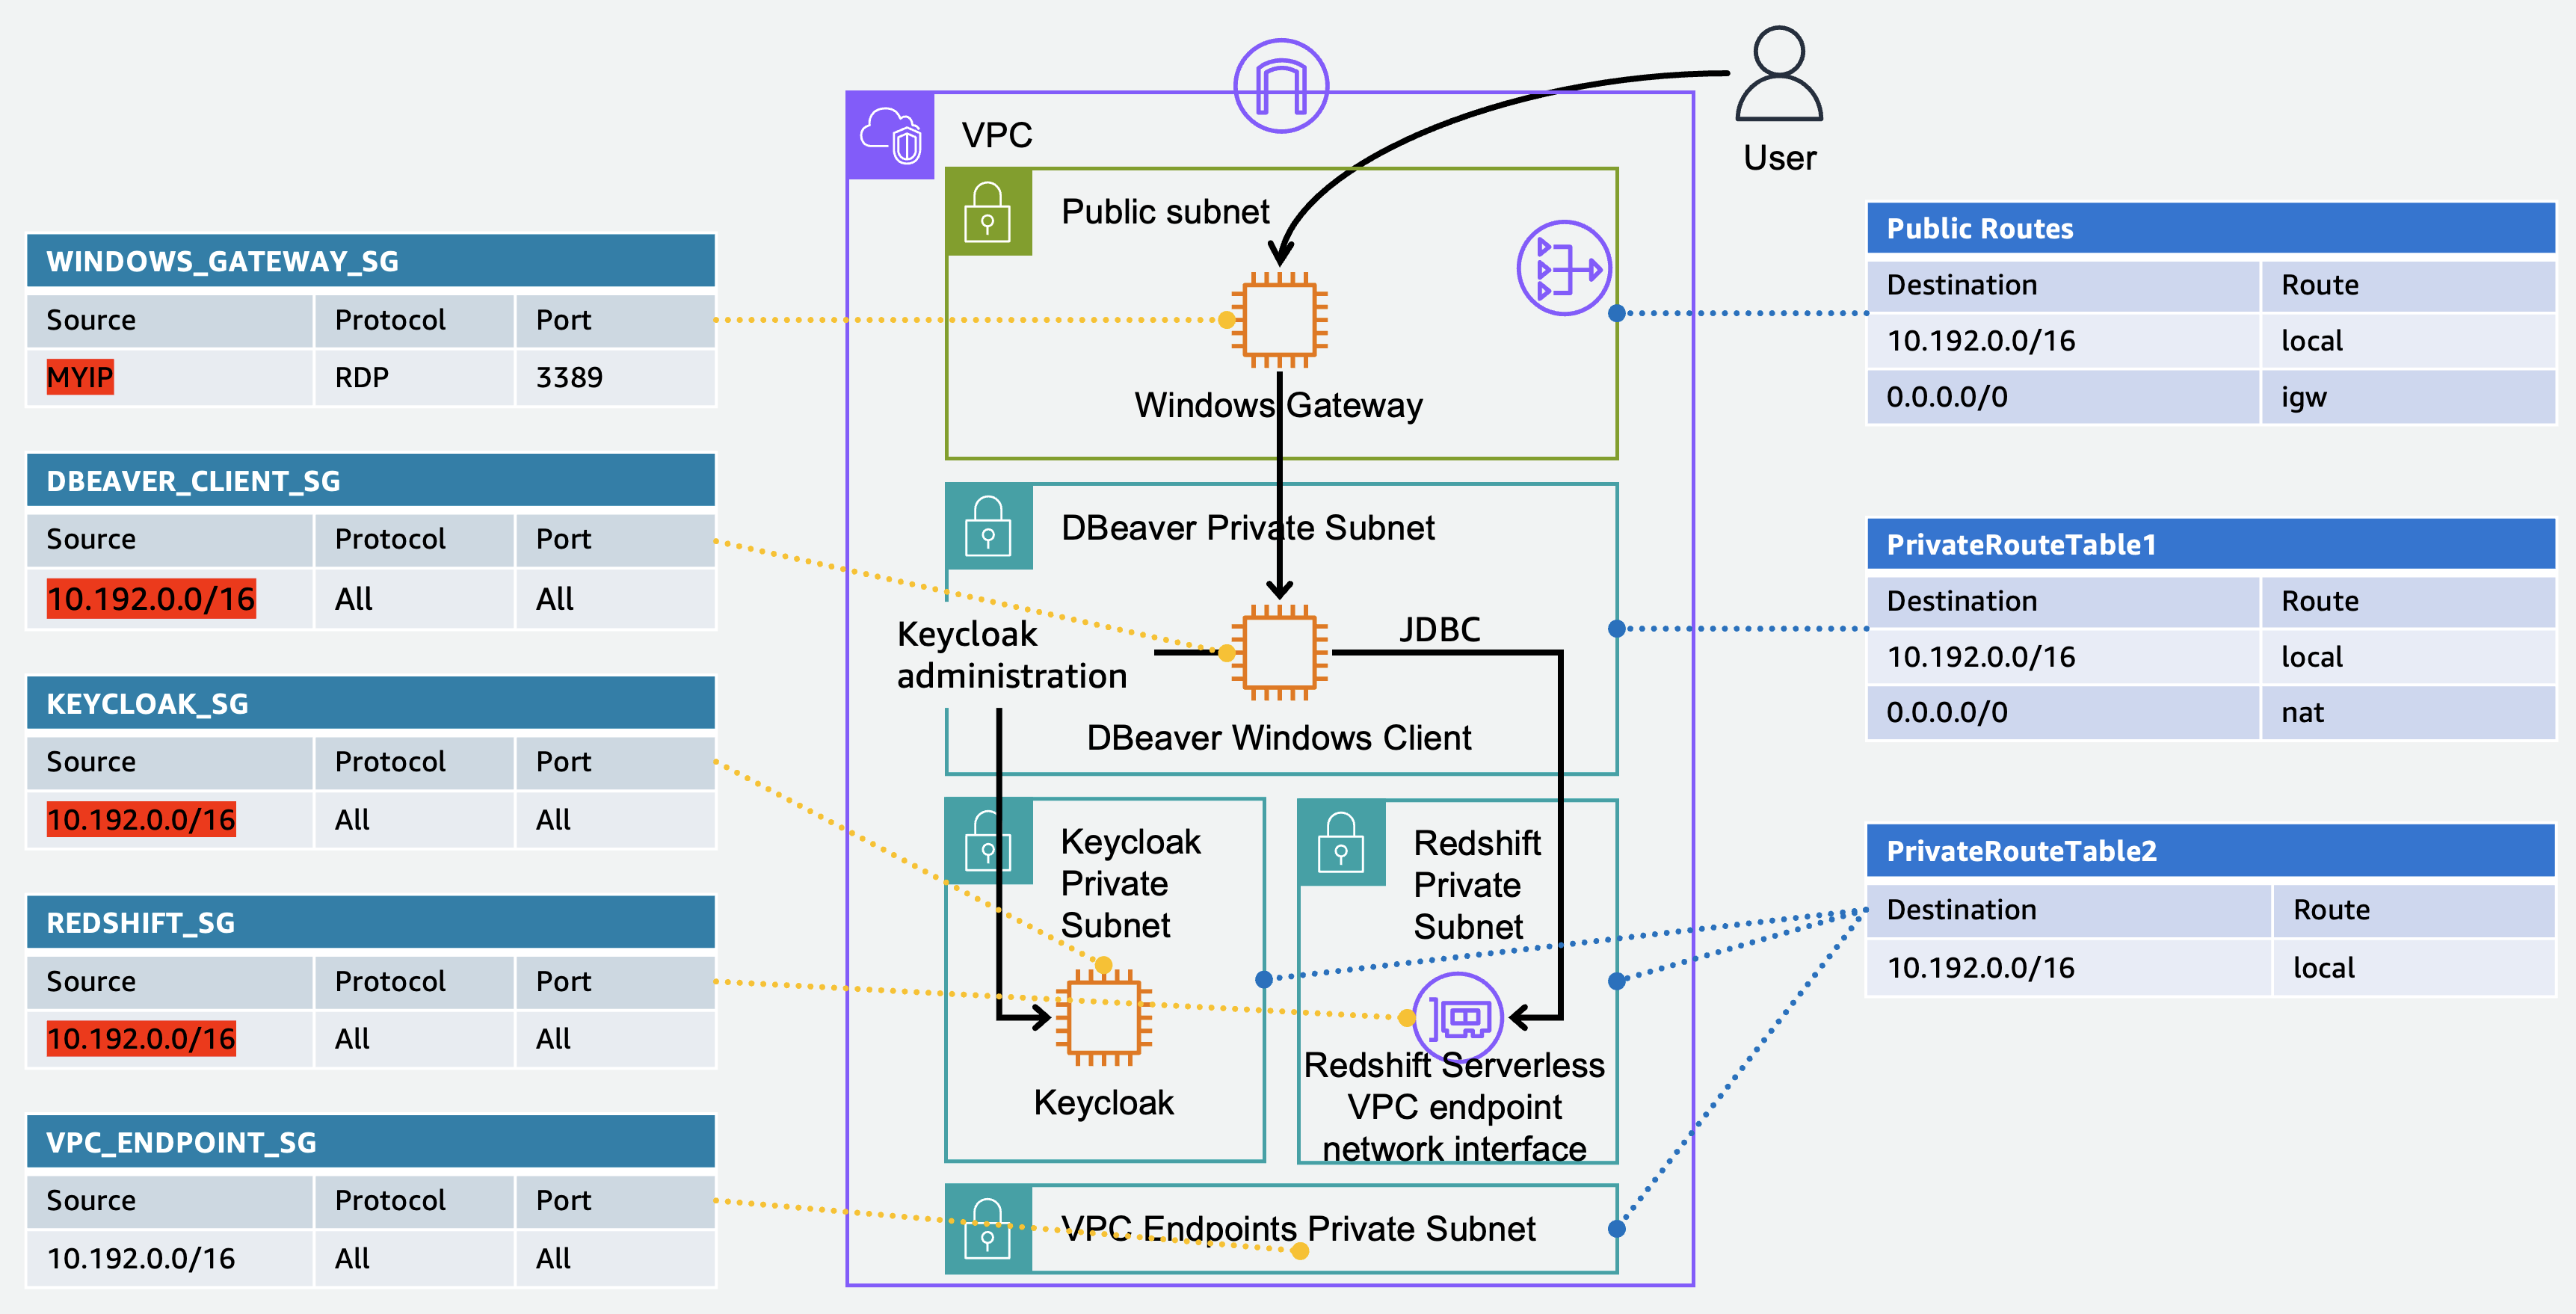 WINDOWS_GATEWAY_SG
Source Protocol Port
MYIP RDP 3389
DBEAVER_CLIENT_SG
Source Protocol Port
10.192.0.0/16 All All
KEYCLOAK_SG
Source Protocol Port
10.192.0.0/16 All All
REDSHIFT_SG
Source Protocol Port
10.192.0.0/16 All All
VPC_ENDPOINT_SG
Source Protocol Port
10.192.0.0/16 All All
VPC
User
Public subnet
Windows Gateway
DBeaver Private Subnet
Keycloak
administration
JDBC
DBeaver Windows Client
Keycloak
Private
Subnet
Keycloak
Redshift
Private
Subnet
Redshift Serverless
VPC endpoint
network interface
VPC Endpoints Private Subnet
Public Routes
Destination Route
10.192.0.0/16 local
0.0.0.0/0 igw
PrivateRouteTable1
Destination Route
10.192.0.0/16 local
0.0.0.0/0 nat
PrivateRouteTable2
Destination Route
10.192.0.0/16 local